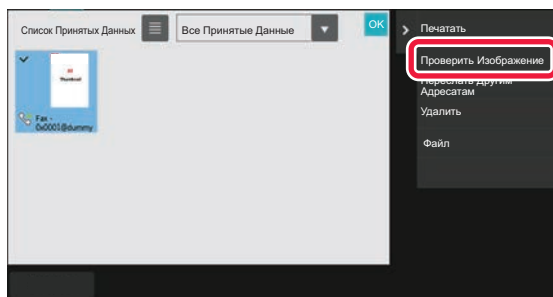 Список Принятых Данных
Все Принятые Данные
OK
Печатать
Проверить Изображение
Переслать Другим
Адресатам
Удалить
Файл
Fax -
0x0001@dummy